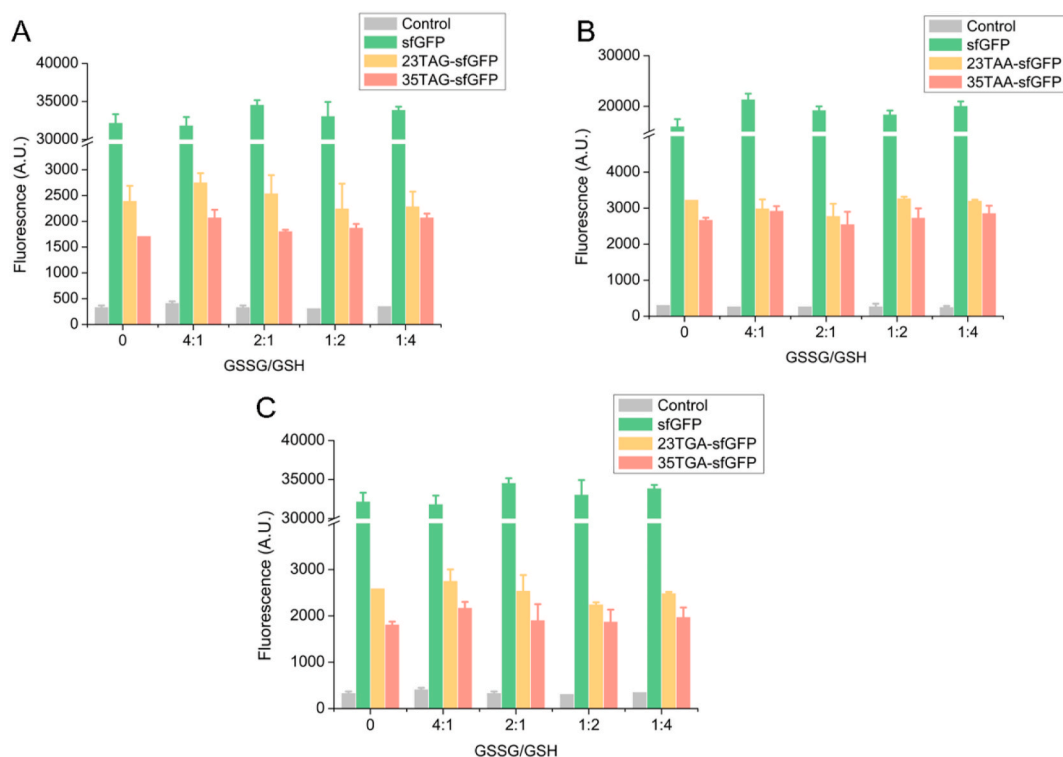 A
Control
sfGFP
23TAG-sfGFP
35TAG-sfGFP
40000
35000
30000
3000
2500
2000
1500
1000
500
0
Fluorescnce (A.U.)
0 4:1 2:1 1:2 1:4
GSSG/GSH
B
Control
sfGFP
23TAA-sfGFP
35TAA-sfGFP
30000
20000
4000
3000
2000
1000
0
Fluorescnce (A.U.)
0 4:1 2:1 1:2 1:4
GSSG/GSH
C
Control
sfGFP
23TGA-sfGFP
35TGA-sfGFP
40000
35000
30000
3000
2000
1000
0
Fluorescence (A.U.)
0 4:1 2:1 1:2 1:4
GSSG/GSH